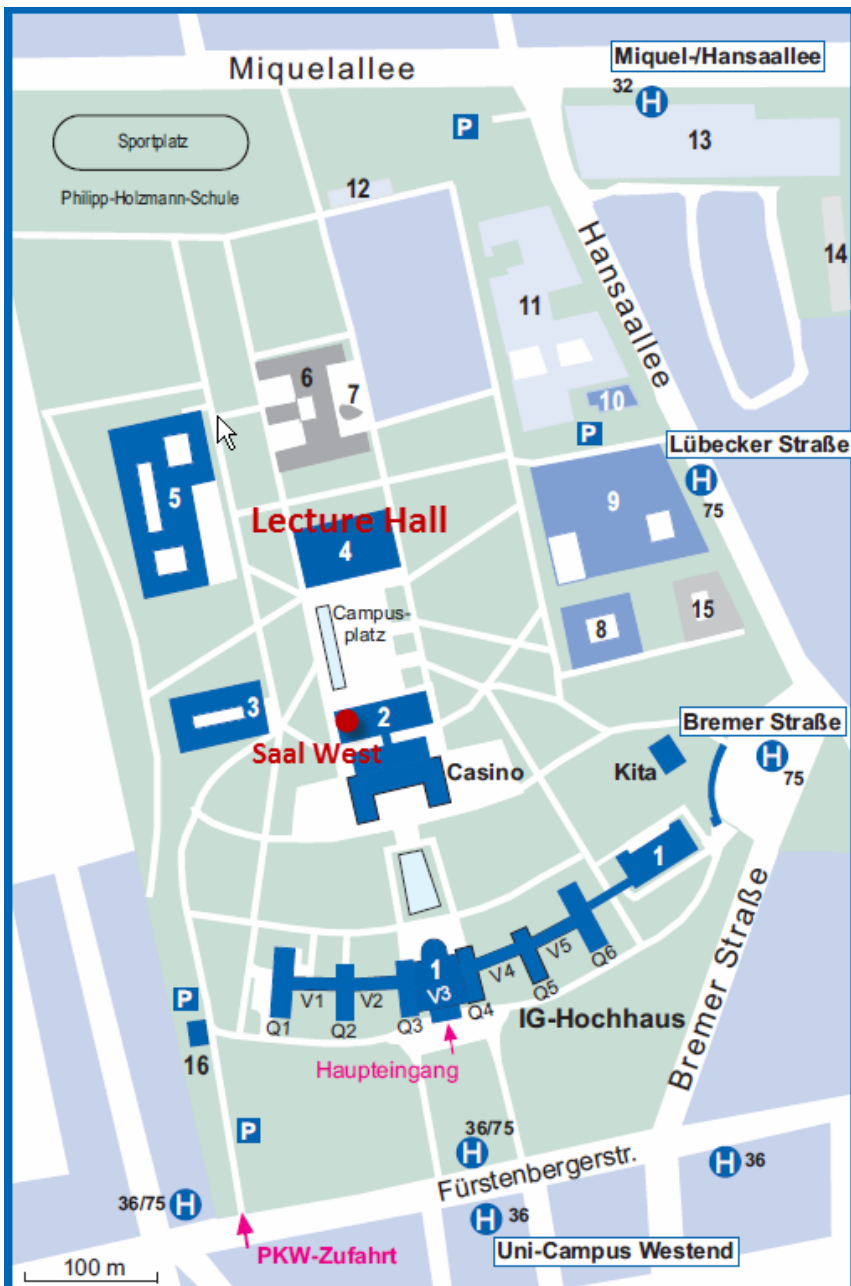 Miquelallee
Miquel-/Hansaallee
32
H
P
13
Sportplatz
Philipp-Holzmann-Schule
12
14
Hansaallee
11
6
7
10
P
Lübecker Straße
H
75
5
9
Lecture Hall
4
Campus-
platz
8
15
3
2
Saal West
Casino
Bremer Straße
H
75
Kita
1
Bremer Straße
1
V1
V2
V3
V4
V5
Q1
Q2
Q3
Q4
Q5
Q6
IG-Hochhaus
P
16
Haupteingang
P
36/75
H
Fürstenbergerstr.
H
36
36/75
H
H
36
PKW-Zufahrt
Uni-Campus Westend
100 m